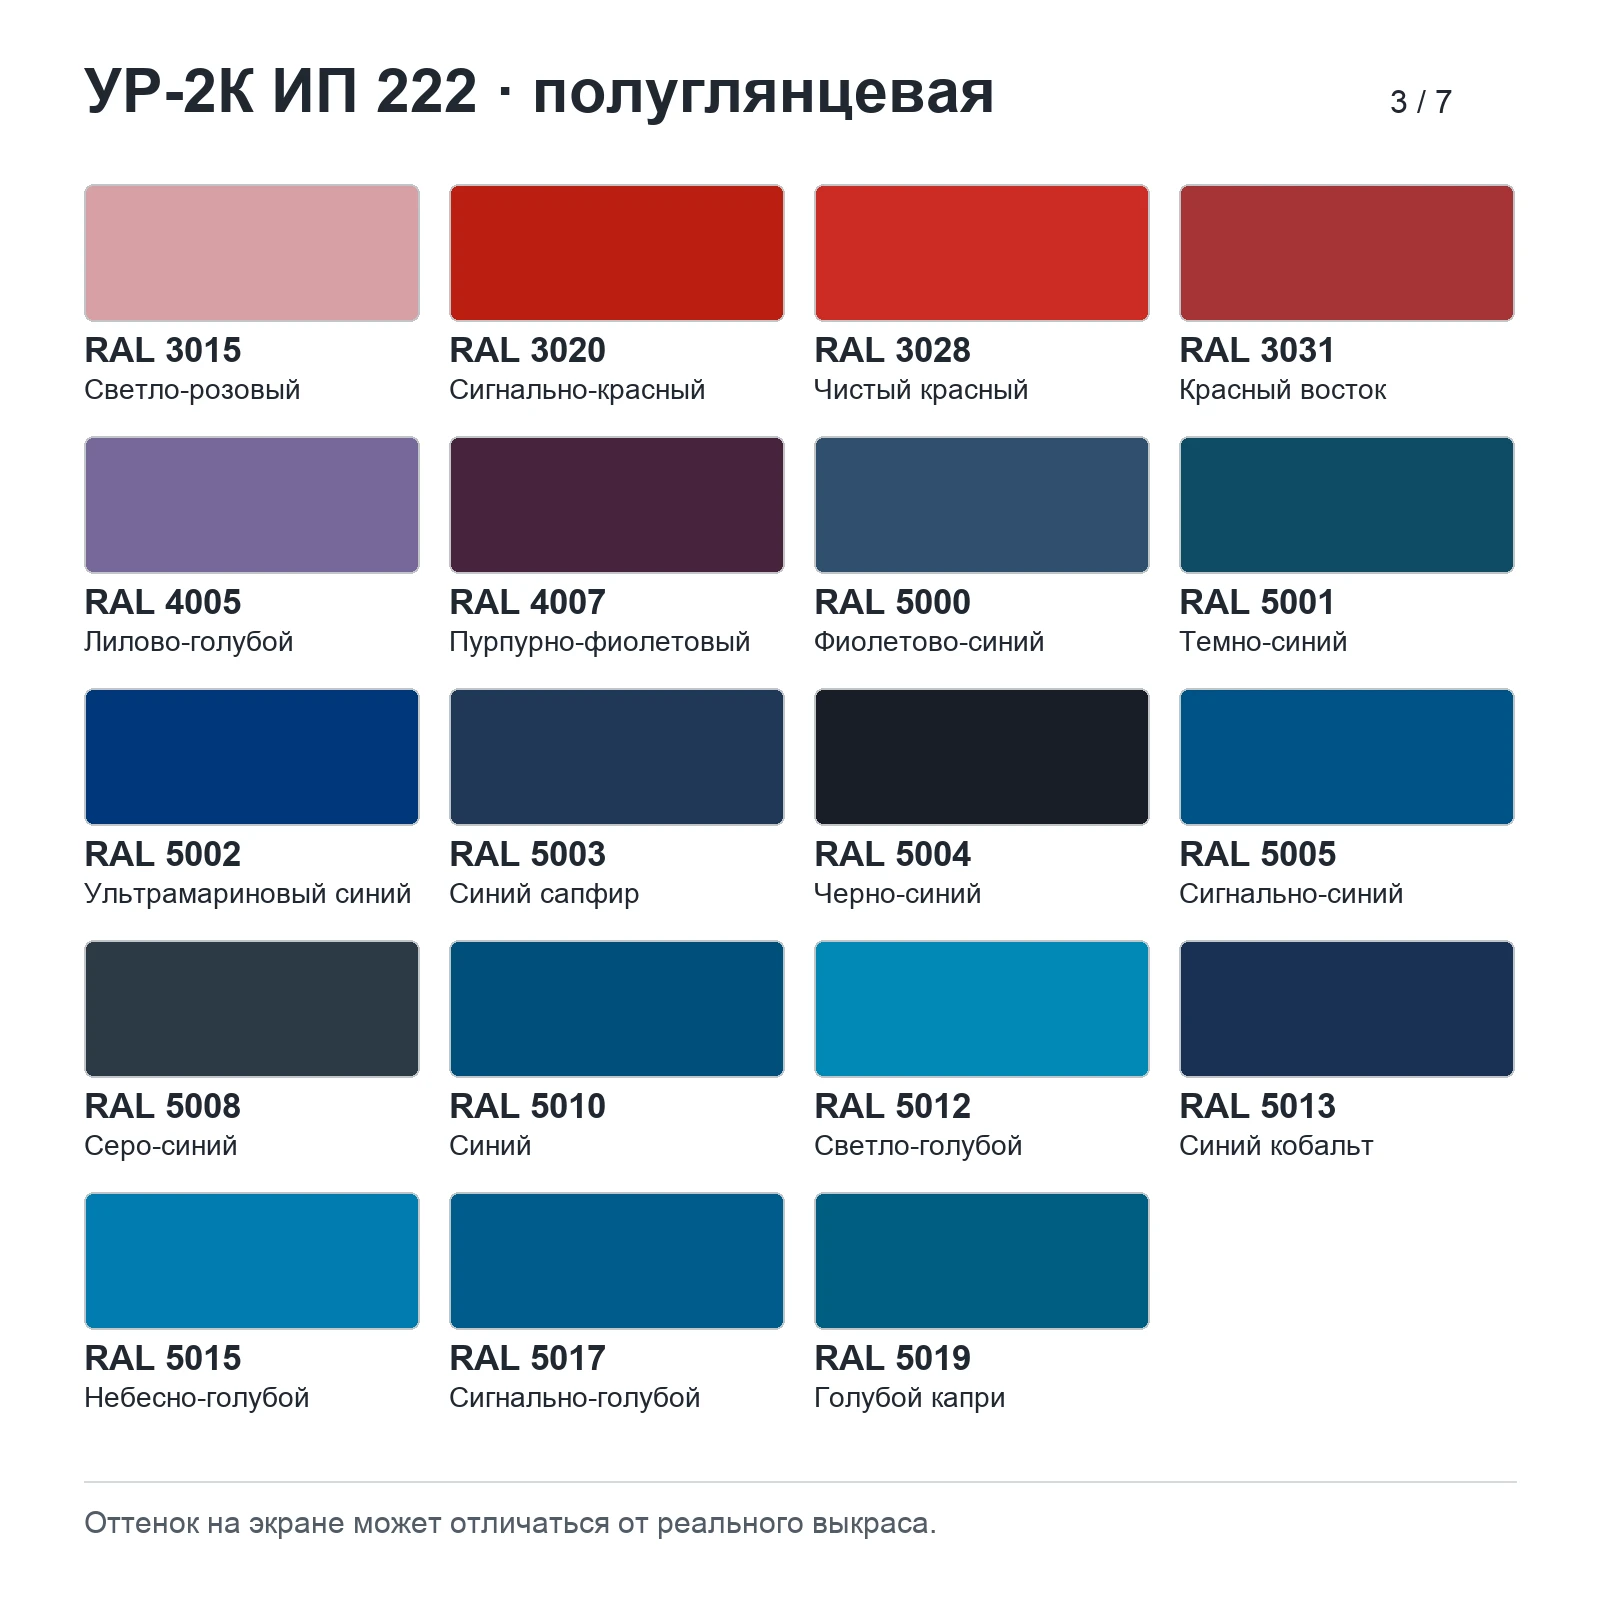 УР-2К ИП 222 · полуглянцевая
3 / 7
RAL 3015
Светло-розовый
RAL 3020
Сигнально-красный
RAL 3028
Чистый красный
RAL 3031
Красный восток
RAL 4005
Лилово-голубой
RAL 4007
Пурпурно-фиолетовый
RAL 5000
Фиолетово-синий
RAL 5001
Темно-синий
RAL 5002
Ультрамариновый синий
RAL 5003
Синий сапфир
RAL 5004
Черно-синий
RAL 5005
Сигнально-синий
RAL 5008
Серо-синий
RAL 5010
Синий
RAL 5012
Светло-голубой
RAL 5013
Синий кобальт
RAL 5015
Небесно-голубой
RAL 5017
Сигнально-голубой
RAL 5019
Голубой капри
Оттенок на экране может отличаться от реального выкраса.